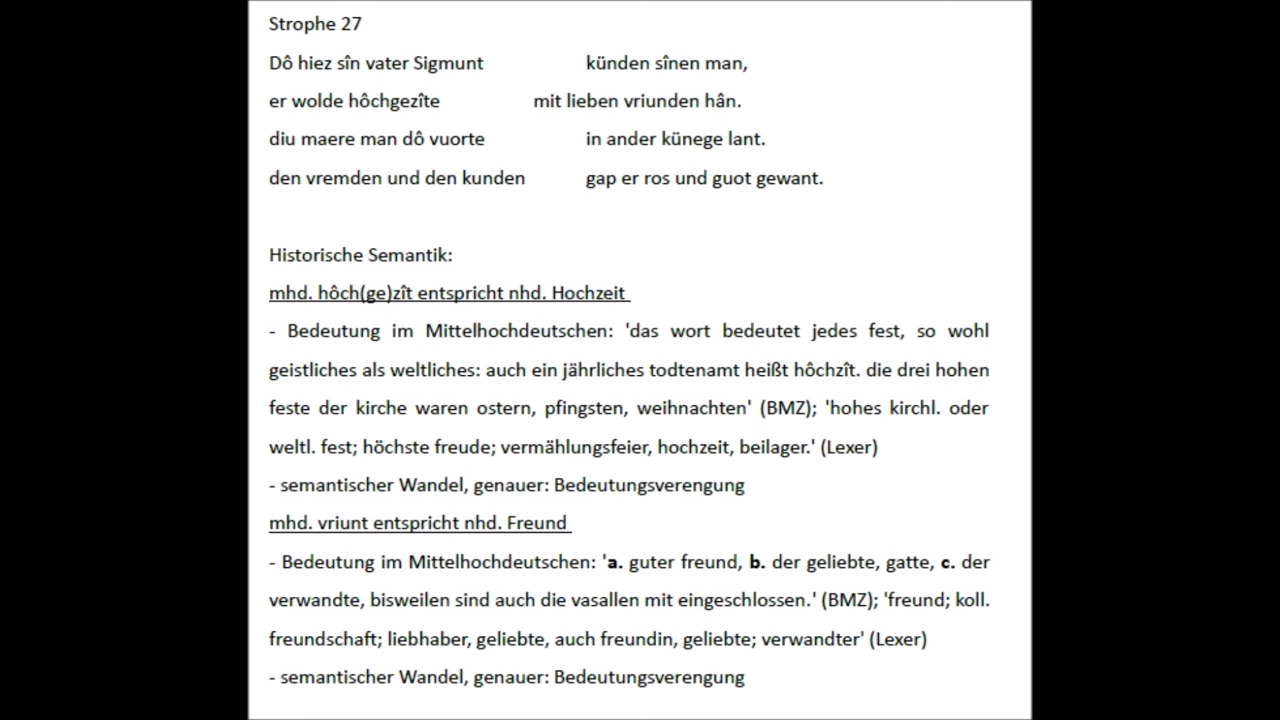 Strophe 27
Dô hiez sîn vater Sigmunt künden sînen man,
er wolde hôchgezîte mit lieben vriunden hân.
diu maere man dô vuorte in ander künege lant.
den vremden und den kunden gap er ros und guot gewant.
Historische Semantik:
mhd. hôch(ge)zît entspricht nhd. Hochzeit
- Bedeutung im Mittelhochdeutschen: 'das wort bedeutet jedes fest, so wohl
geistliches als weltliches: auch ein jährliches todtenamt heißt hôchzît. die drei hohen
feste der kirche waren ostern, pfingsten, weihnachten' (BMZ); 'hohes kirchl. oder
weltl. fest; höchste freude; vermählungsfeier, hochzeit, beilager.' (Lexer)
- semantischer Wandel, genauer: Bedeutungsverengung
mhd. vriunt entspricht nhd. Freund
- Bedeutung im Mittelhochdeutschen: 'a. guter freund, b. der geliebte, gatte, c. der
verwandte, bisweilen sind auch die vasallen mit eingeschlossen.' (BMZ); 'freund; koll.
freundschaft; liebhaber, geliebte, auch freundin, geliebte; verwandter' (Lexer)
- semantischer Wandel, genauer: Bedeutungsverengung